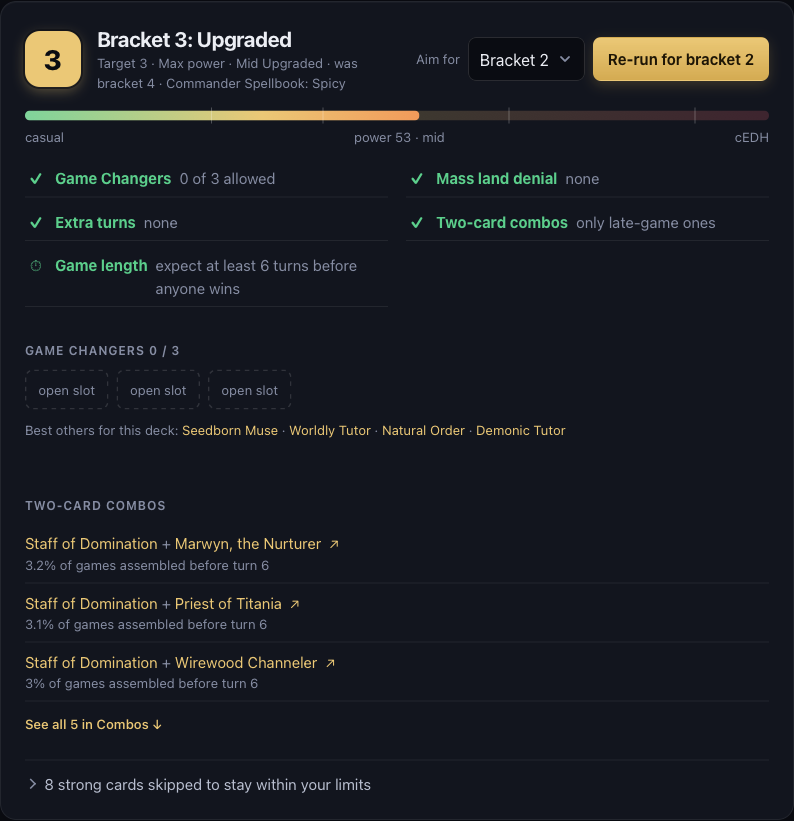 3
Bracket 3: Upgraded
Target 3 · Max power · Mid Upgraded · was
bracket 4 · Commander Spellbook: Spicy
Aim for
Bracket 2
Re-run for bracket 2
casual
power 53 · mid
cEDH
Game Changers 0 of 3 allowed
Mass land denial none
Extra turns none
Two-card combos only late-game ones
Game length expect at least 6 turns before
anyone wins
GAME CHANGERS 0 / 3
open slot
open slot
open slot
Best others for this deck: Seedborn Muse · Worldly Tutor · Natural Order · Demonic Tutor
TWO-CARD COMBOS
Staff of Domination + Marwyn, the Nurturer ↗
3.2% of games assembled before turn 6
Staff of Domination + Priest of Titania ↗
3.1% of games assembled before turn 6
Staff of Domination + Wirewood Channeler ↗
3% of games assembled before turn 6
See all 5 in Combos ↓
8 strong cards skipped to stay within your limits